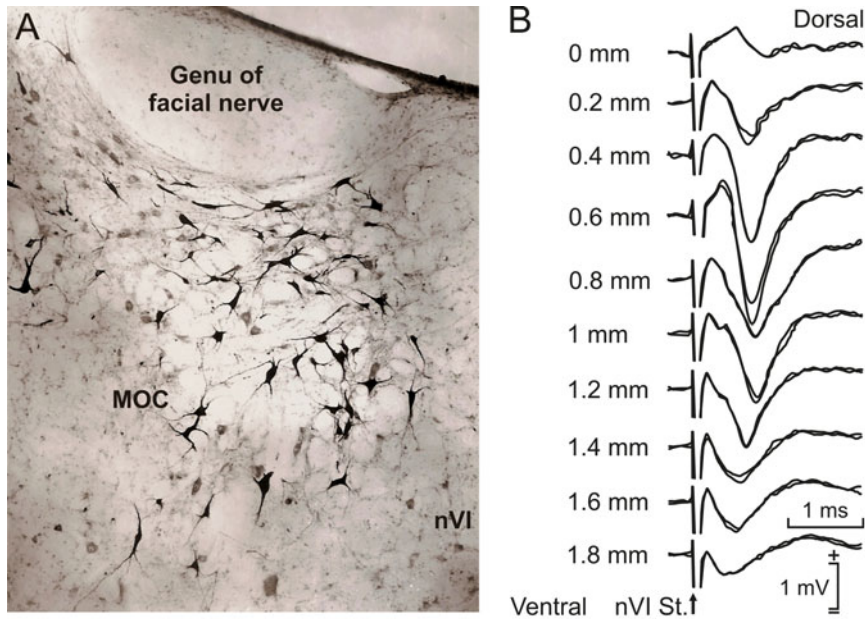 A
Genu of
facial nerve
MOC
nVI
B
Dorsal
0 mm
0.2 mm
0.4 mm
0.6 mm
0.8 mm
1 mm
1.2 mm
1.4 mm
1.6 mm
1.8 mm
1 ms
+
1 mV
=
Ventral nVI St.